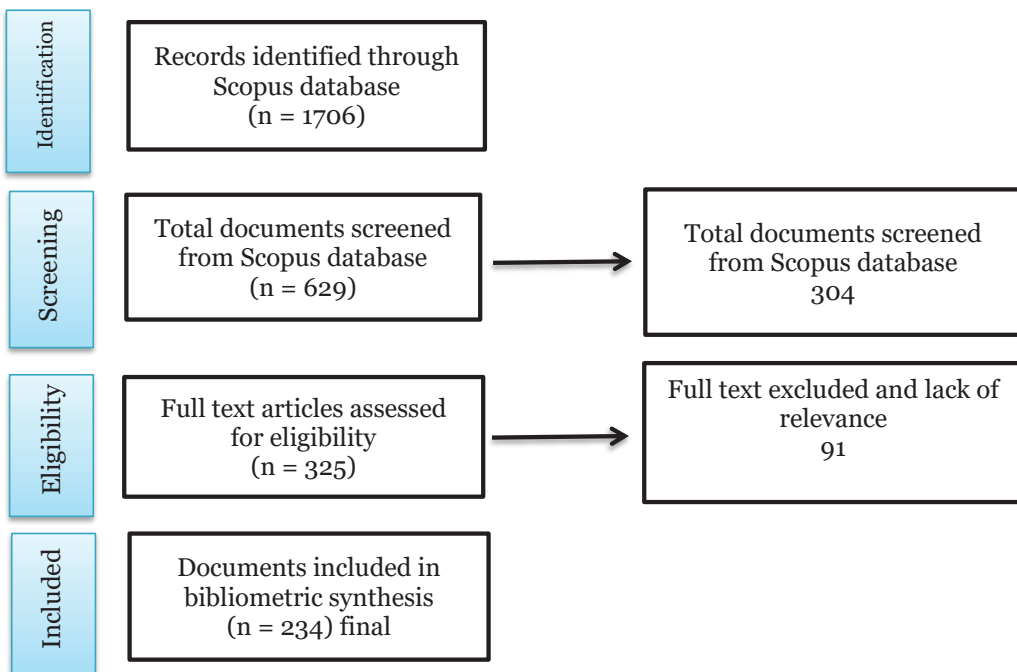 Identification
Records identified through
Scopus database
(n = 1706)
Screening
Total documents screened
from Scopus database
(n = 629)
Total documents screened
from Scopus database
304
Eligibility
Full text articles assessed
for eligibility
(n = 325)
Full text excluded and lack of
relevance
91
Included
Documents included in
bibliometric synthesis
(n = 234) final